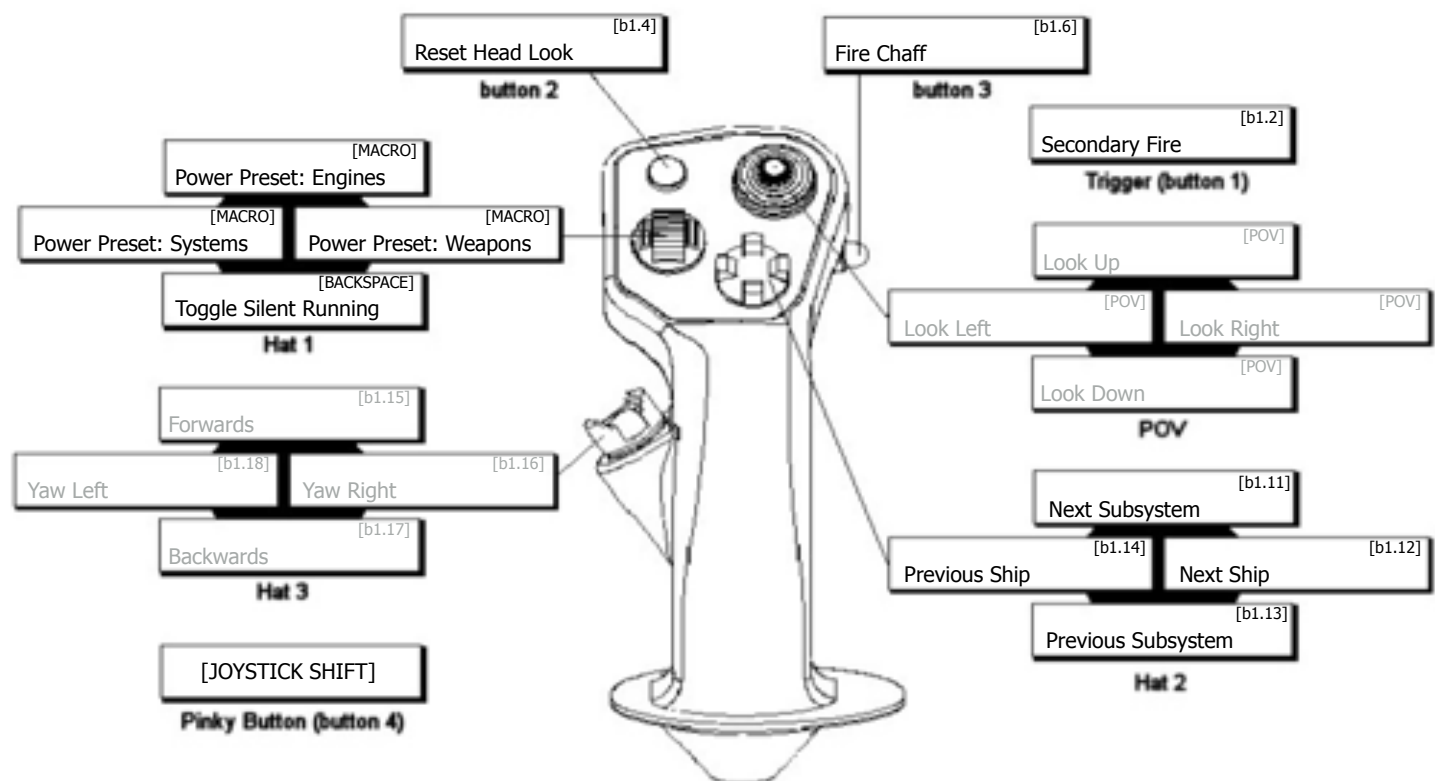 [b1.4]
Reset Head Look
button 2
[b1.6]
Fire Chaff
button 3
[b1.2]
Secondary Fire
Trigger (button 1)
[MACRO]
Power Preset: Engines
[MACRO]
Power Preset: Systems
[MACRO]
Power Preset: Weapons
[BACKSPACE]
Toggle Silent Running
Hat 1
[POV]
Look Up
[POV]
Look Left
[POV]
Look Right
[POV]
Look Down
POV
[b1.15]
Forwards
[b1.18]
Yaw Left
[b1.16]
Yaw Right
[b1.17]
Backwards
Hat 3
[b1.11]
Next Subsystem
[b1.14]
Previous Ship
[b1.12]
Next Ship
[b1.13]
Previous Subsystem
Hat 2
[JOYSTICK SHIFT]
Pinky Button (button 4)